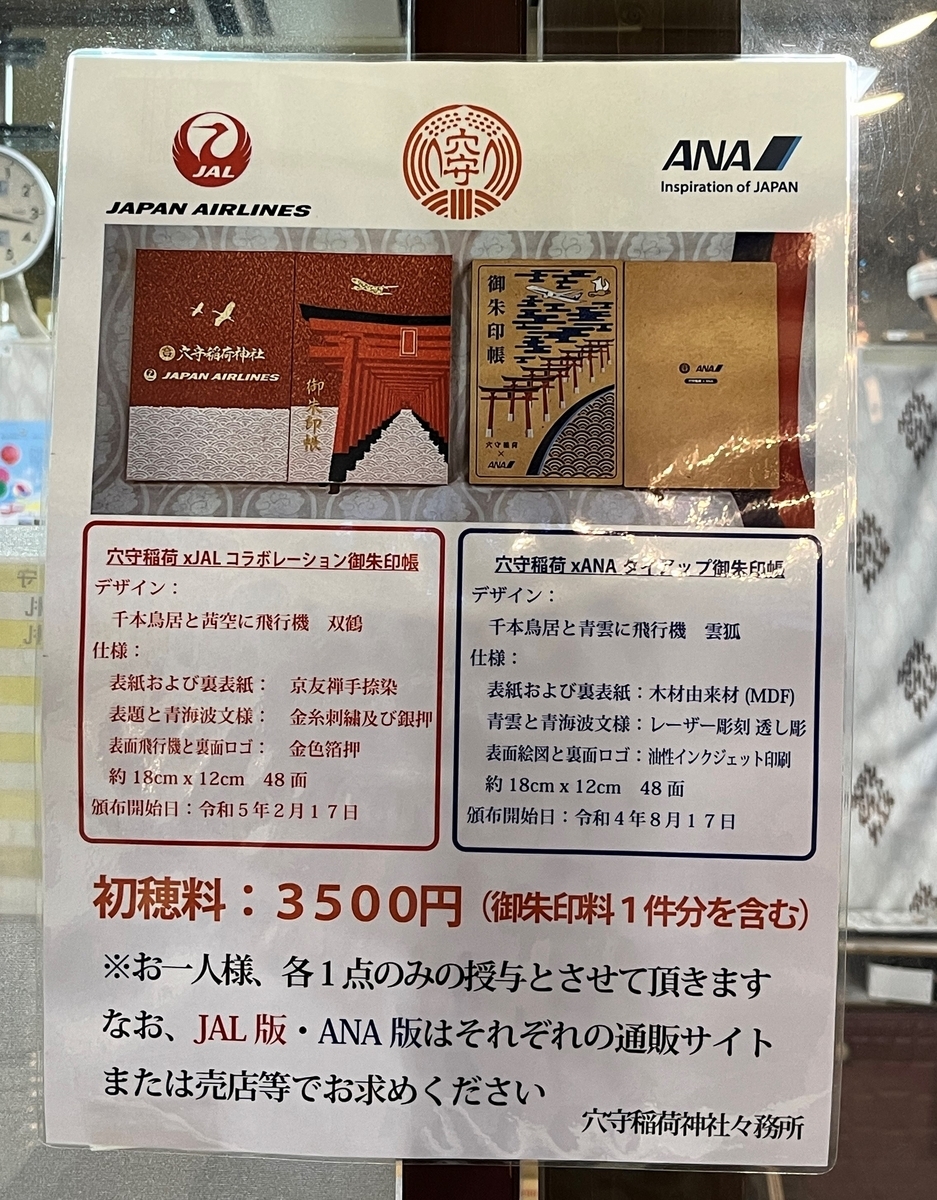 JAL
JAPAN AIRLINES
穴守
ANA
Inspiration of JAPAN
穴守稲荷神社
JAPAN AIRLINES
御朱印帳
御朱印帳
穴守稲荷
×
ANA
ANA
穴守稲荷 xJAL コラボレーション御朱印帳
デザイン：
千本鳥居と茜空に飛行機　双鶴
仕様：
表紙および裏表紙：　京友禅手捺染
表題と青海波文様：　金糸刺繍及び銀押
表面飛行機と裏面ロゴ：　金色箔押
約 18cm x 12cm　48 面
頒布開始日：令和５年２月１７日
穴守稲荷 xANA タイアップ御朱印帳
デザイン：
千本鳥居と青雲に飛行機　雲狐
仕様：
表紙および裏表紙：木材由来材 (MDF)
青雲と青海波文様：レーザー彫刻 透し彫
表面絵図と裏面ロゴ：油性インクジェット印刷
約 18cm x 12cm　48 面
頒布開始日：令和４年８月１７日
初穂料：３５００円（御朱印料１件分を含む）
※お一人様、各１点のみの授与とさせて頂きます
なお、JAL 版・ANA 版はそれぞれの通販サイト
または売店等でお求めください
穴守稲荷神社々務所